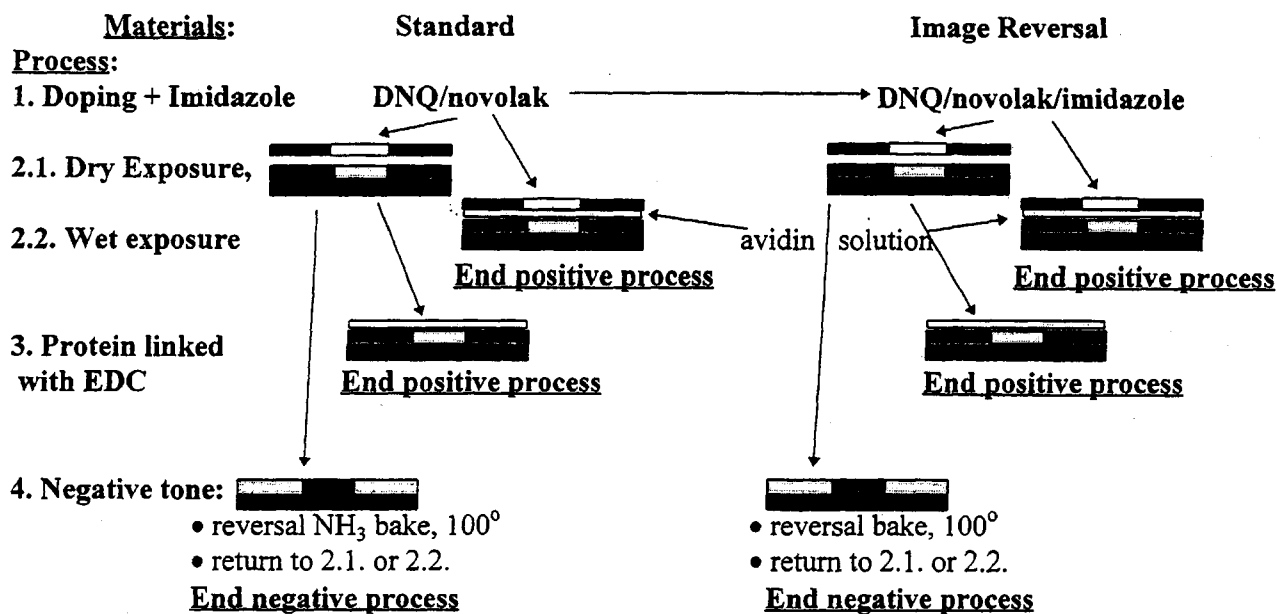 Materials: Standard Image Reversal
Process:
1. Doping + Imidazole DNQ/novolak DNQ/novolak/imidazole
2.1. Dry Exposure,
2.2. Wet exposure avidin solution
End positive process End positive process
3. Protein linked
with EDC End positive process End positive process
4. Negative tone:
• reversal NH₃ bake, 100° • reversal bake, 100°
• return to 2.1. or 2.2. • return to 2.1. or 2.2.
End negative process End negative process